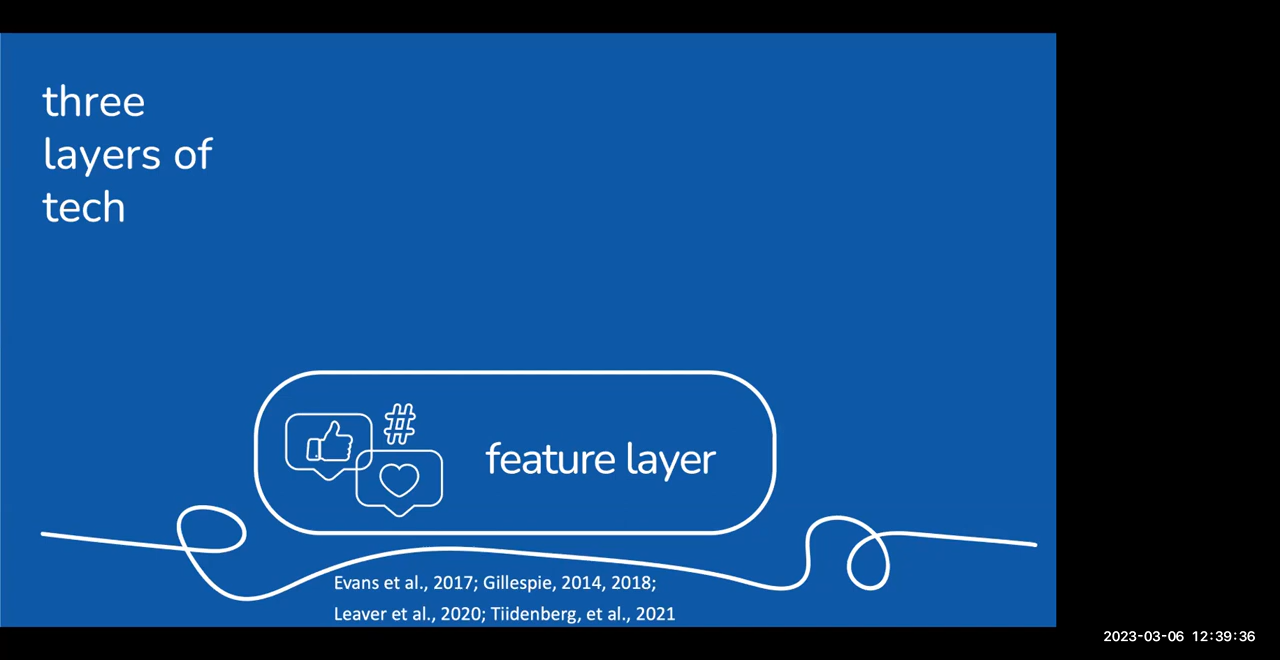 three
layers of
tech
#
feature layer
Evans et al., 2017; Gillespie, 2014, 2018;
Leaver et al., 2020; Tiidenberg, et al., 2021
2023-03-06 12:39:36